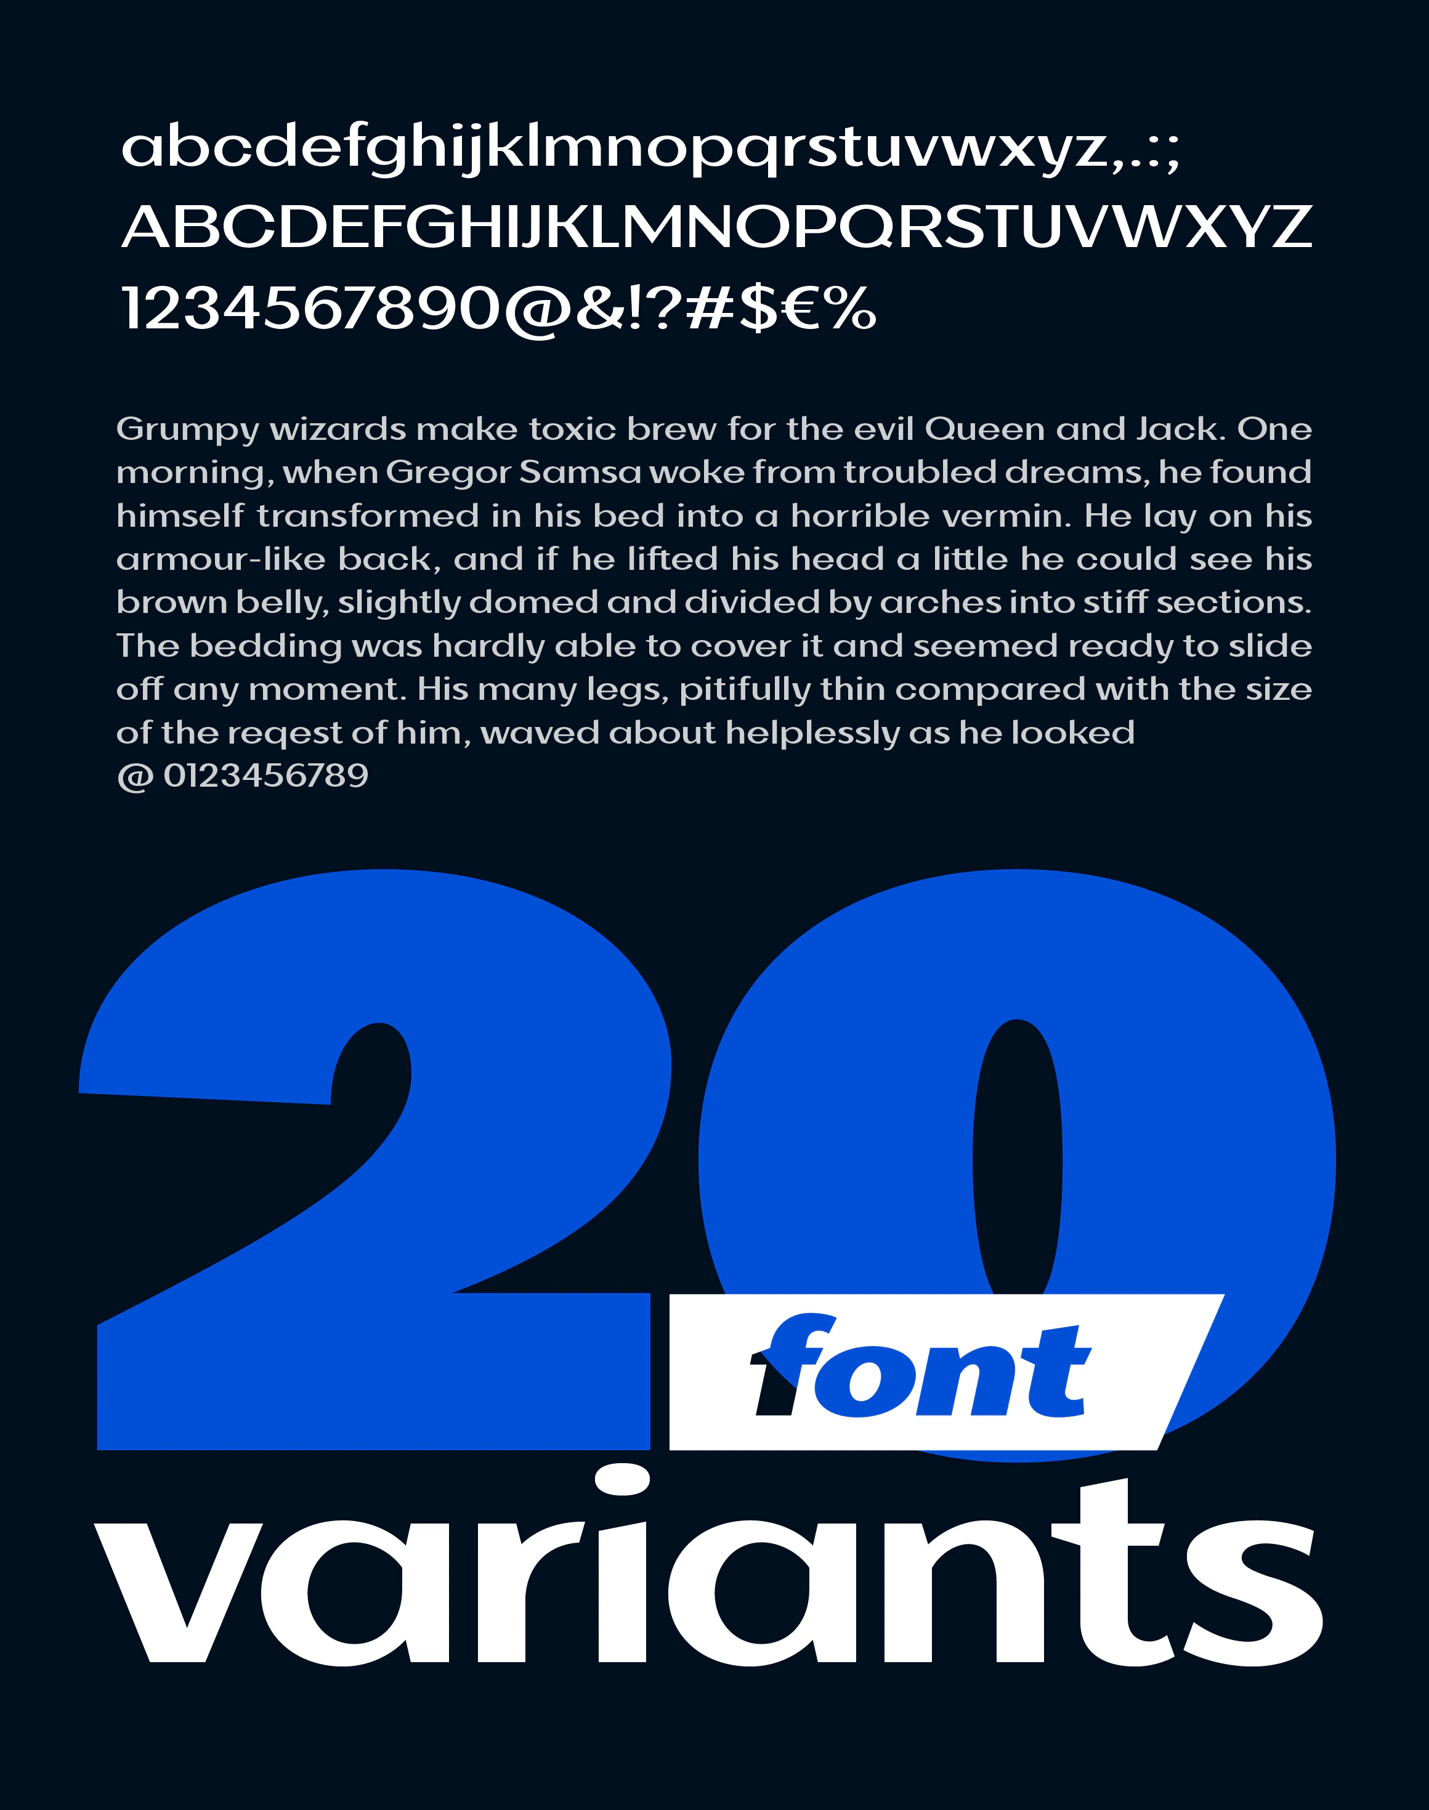 abcdefghijklmnopqrstuvwxyz,.:;
ABCDEFGHIJKLMNOPQRSTUVWXYZ
1234567890@&!?#$€%
Grumpy wizards make toxic brew for the evil Queen and Jack. One
morning, when Gregor Samsa woke from troubled dreams, he found
himself transformed in his bed into a horrible vermin. He lay on his
armour-like back, and if he lifted his head a little he could see his
brown belly, slightly domed and divided by arches into stiff sections.
The bedding was hardly able to cover it and seemed ready to slide
off any moment. His many legs, pitifully thin compared with the size
of the reqest of him, waved about helplessly as he looked
@ 0123456789
20
font
variants